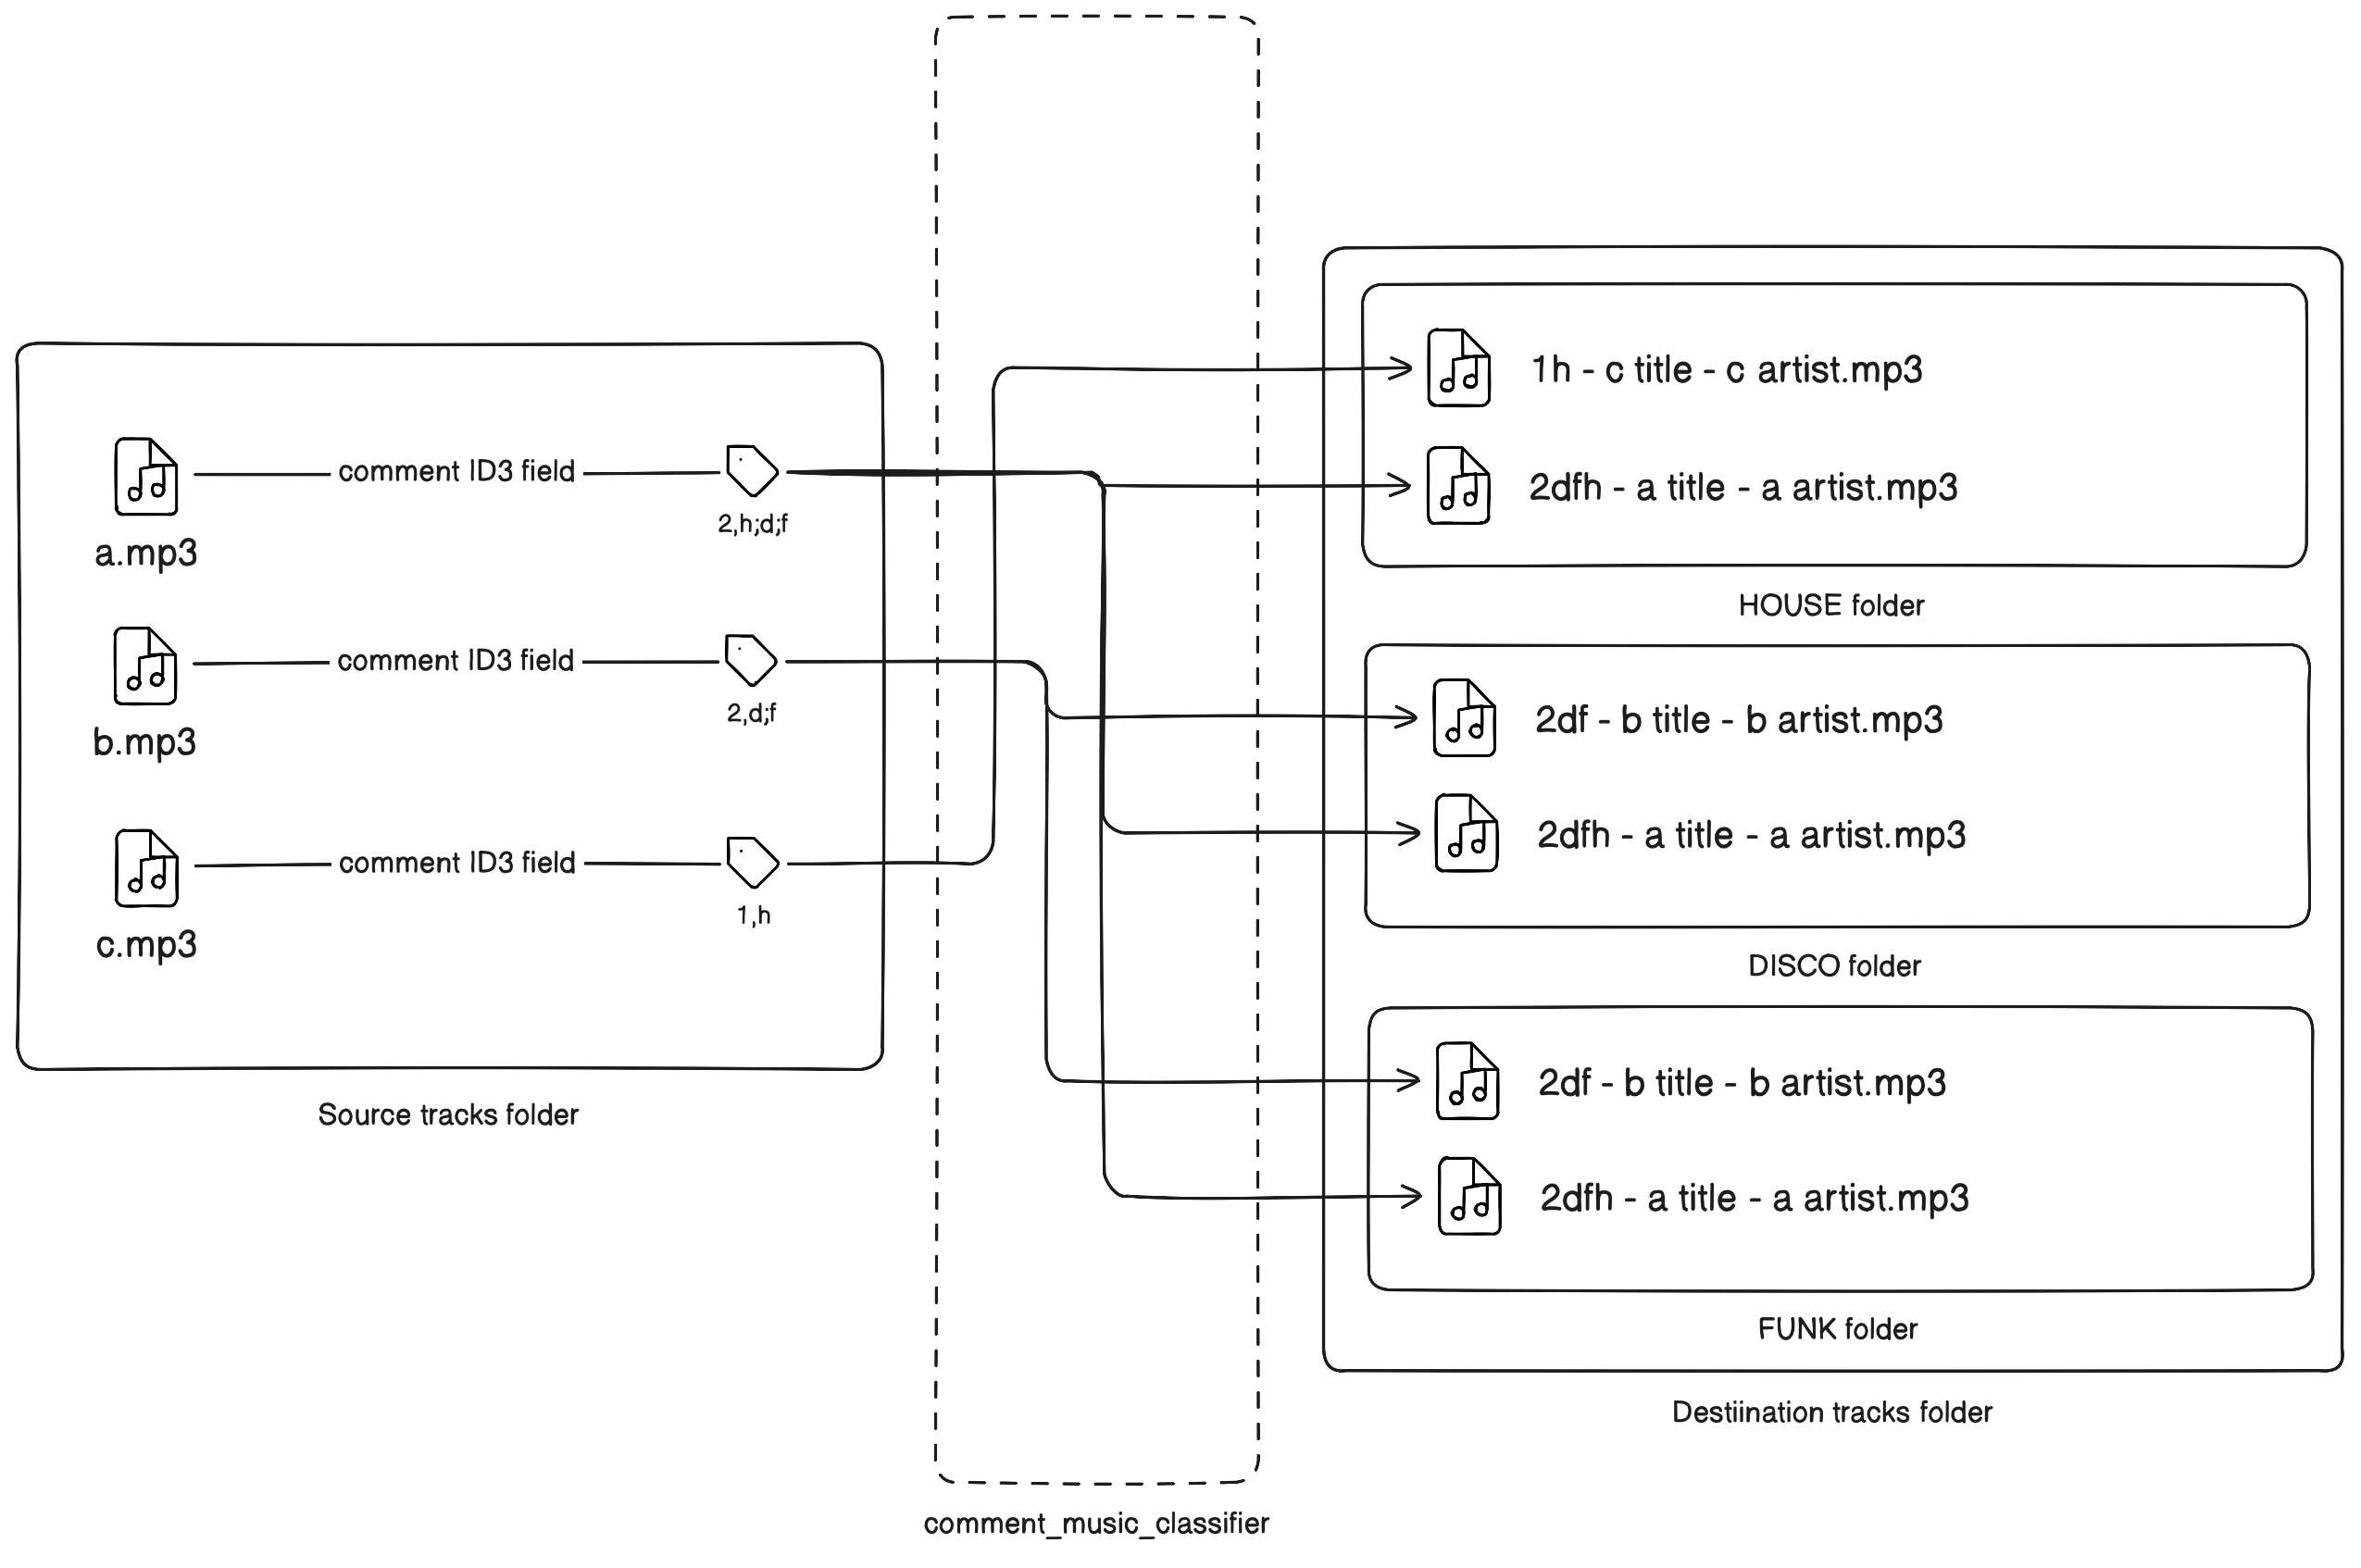 comment ID3 field
2,h;d;f
a.mp3
comment ID3 field
2,d;f
b.mp3
comment ID3 field
1,h
c.mp3
Source tracks folder
comment_music_classifier
1h - c title - c artist.mp3
2dfh - a title - a artist.mp3
HOUSE folder
2df - b title - b artist.mp3
2dfh - a title - a artist.mp3
DISCO folder
2df - b title - b artist.mp3
2dfh - a title - a artist.mp3
FUNK folder
Destiination tracks folder